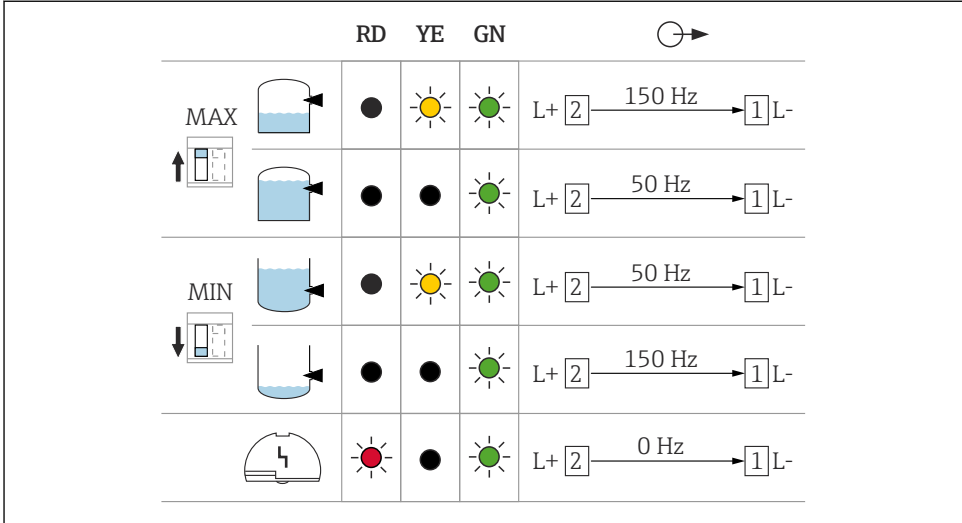 RD YE GN
MAX
L+ 2 150 Hz 1 L-
L+ 2 50 Hz 1 L-
MIN
L+ 2 50 Hz 1 L-
L+ 2 150 Hz 1 L-
L+ 2 0 Hz 1 L-